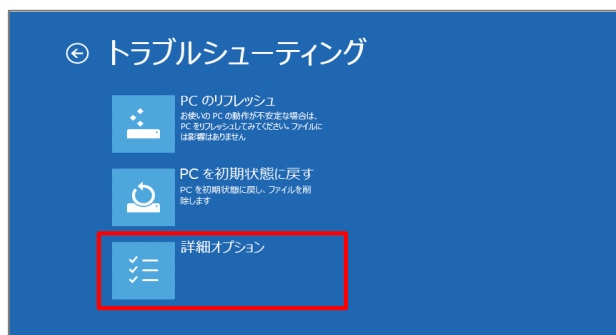 トラブルシューティング
PC のリフレッシュ
お使いの PC の動作が不安定な場合は、
PC をリフレッシュしてみてください。ファイルに
は影響はありません
PC を初期状態に戻す
PC を初期状態に戻し、ファイルを削
除します
詳細オプション